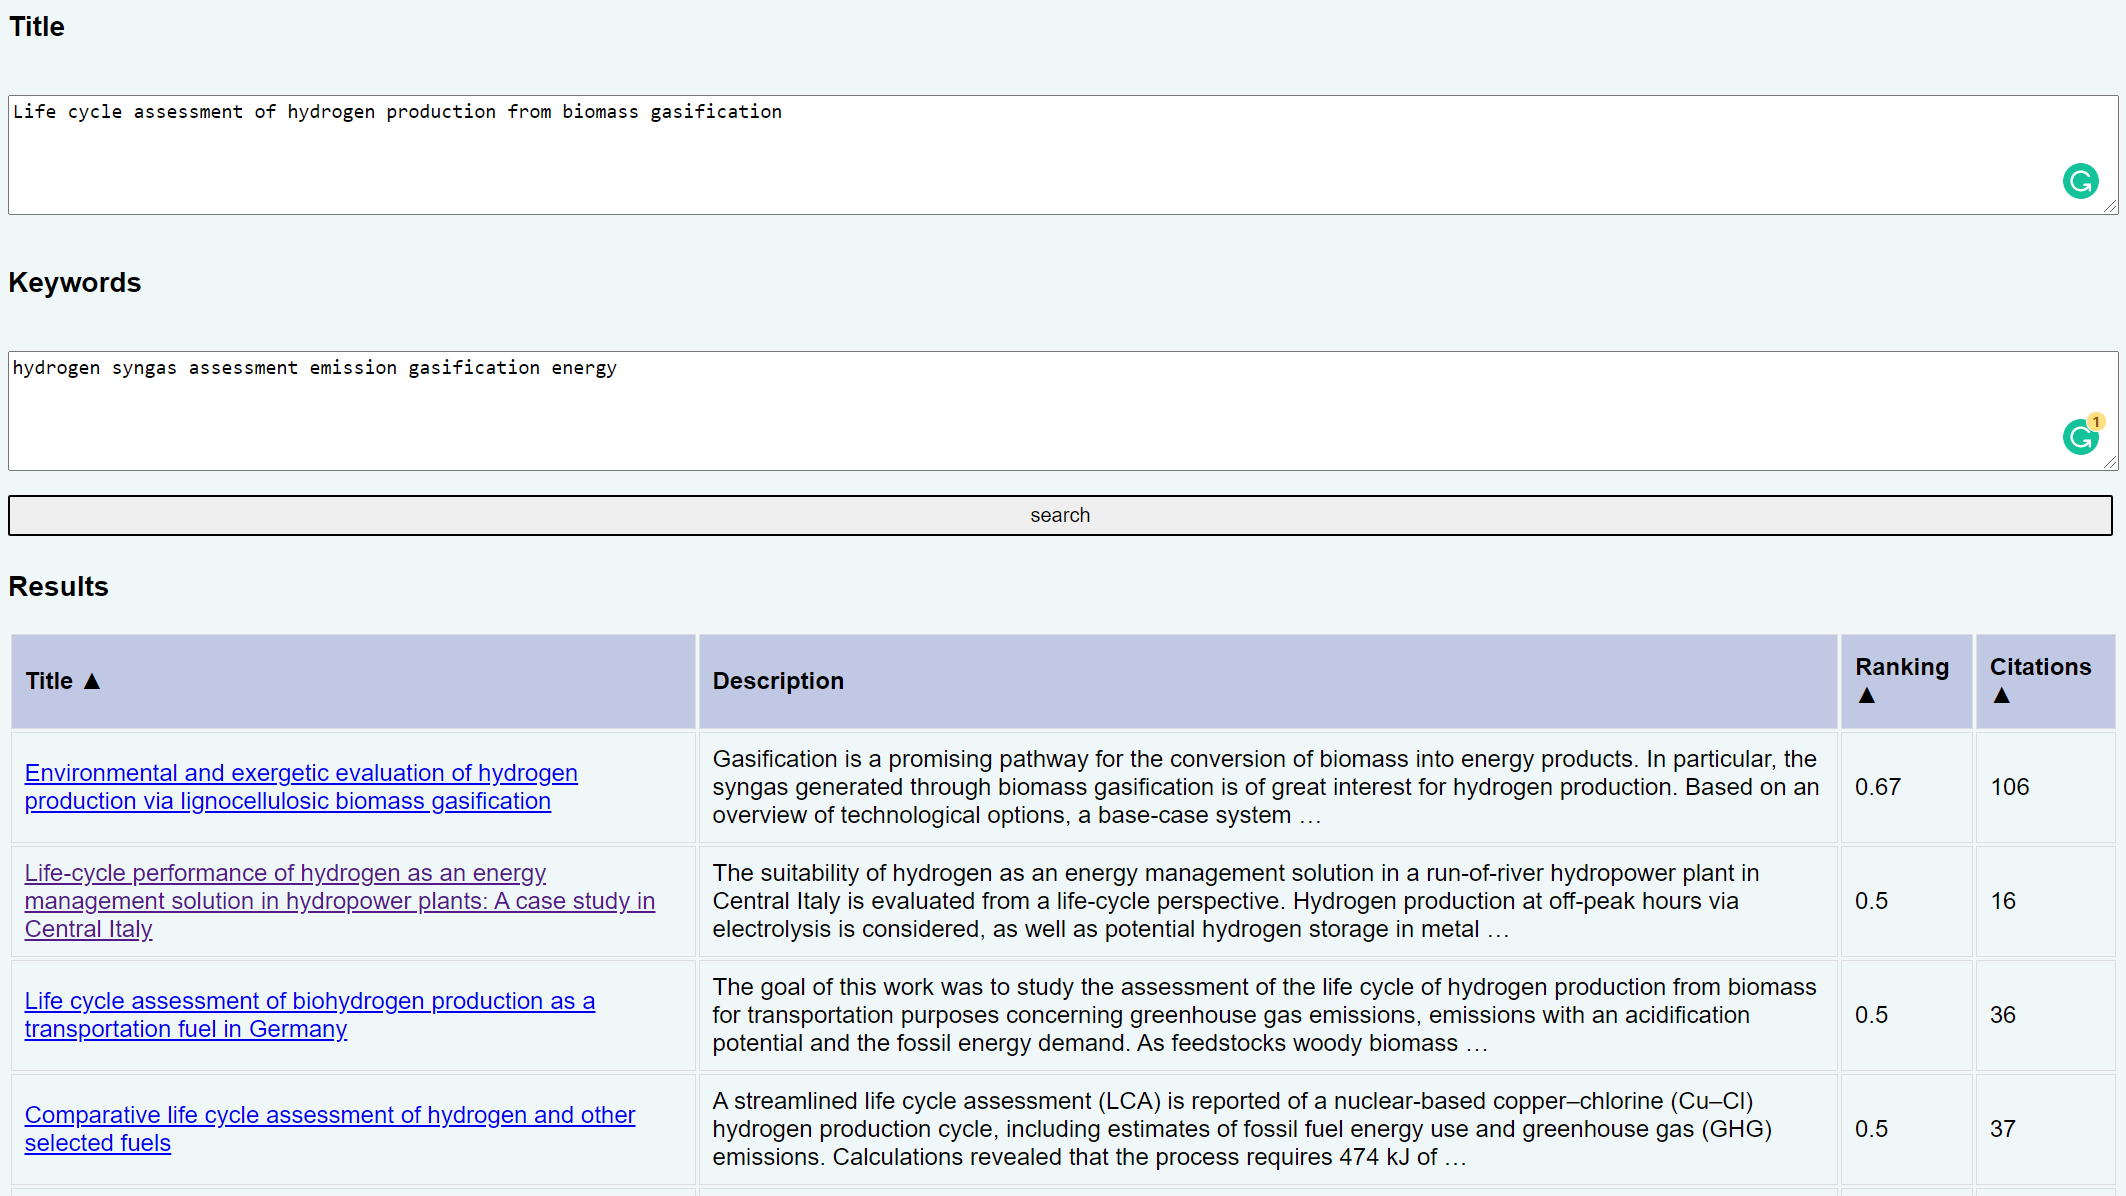 Title
Life cycle assessment of hydrogen production from biomass gasification
Keywords
hydrogen syngas assessment emission gasification energy
1
search
Results
Title ▲
Description
Ranking
▲
Citations
▲
Environmental and exergetic evaluation of hydrogen
production via lignocellulosic biomass gasification
Gasification is a promising pathway for the conversion of biomass into energy products. In particular, the
syngas generated through biomass gasification is of great interest for hydrogen production. Based on an
overview of technological options, a base-case system …
0.67
106
Life-cycle performance of hydrogen as an energy
management solution in hydropower plants: A case study in
Central Italy
The suitability of hydrogen as an energy management solution in a run-of-river hydropower plant in
Central Italy is evaluated from a life-cycle perspective. Hydrogen production at off-peak hours via
electrolysis is considered, as well as potential hydrogen storage in metal …
0.5
16
Life cycle assessment of biohydrogen production as a
transportation fuel in Germany
The goal of this work was to study the assessment of the life cycle of hydrogen production from biomass
for transportation purposes concerning greenhouse gas emissions, emissions with an acidification
potential and the fossil energy demand. As feedstocks woody biomass …
0.5
36
Comparative life cycle assessment of hydrogen and other
selected fuels
A streamlined life cycle assessment (LCA) is reported of a nuclear-based copper–chlorine (Cu–Cl)
hydrogen production cycle, including estimates of fossil fuel energy use and greenhouse gas (GHG)
emissions. Calculations revealed that the process requires 474 kJ of …
0.5
37